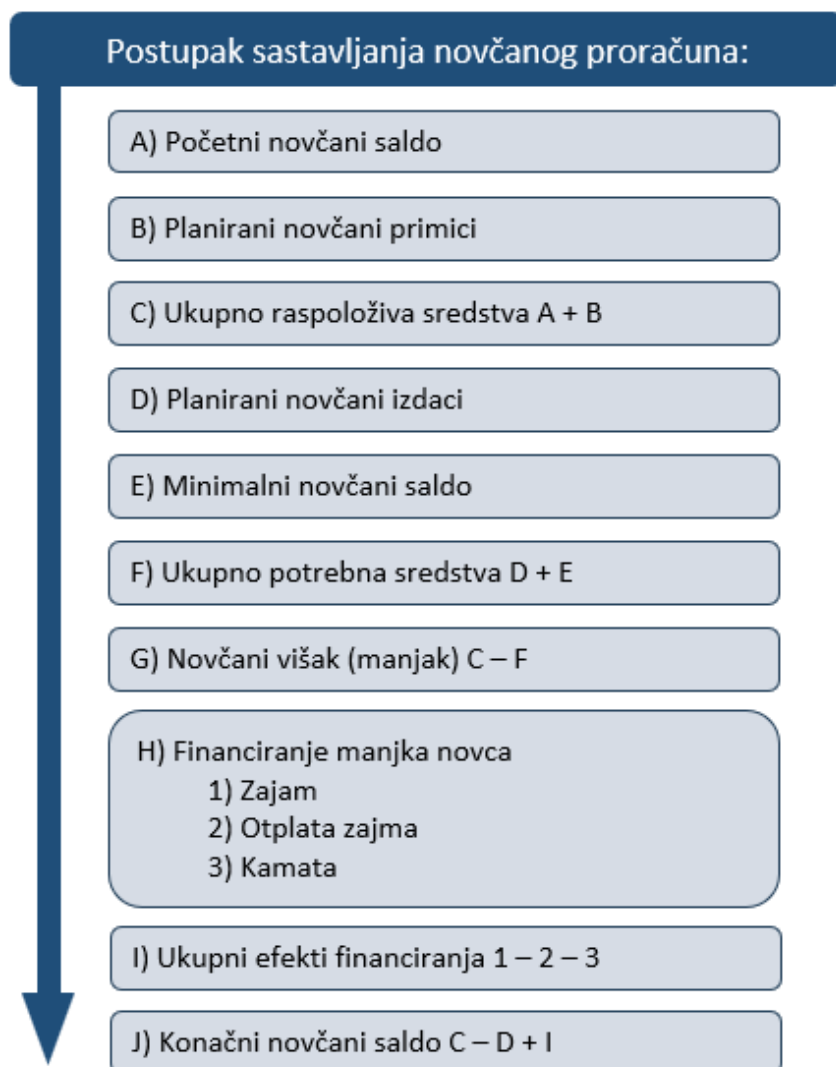 Postupak sastavljanja novčanog proračuna:
A) Početni novčani saldo
B) Planirani novčani primici
C) Ukupno raspoloživa sredstva A + B
D) Planirani novčani izdaci
E) Minimalni novčani saldo
F) Ukupno potrebna sredstva D + E
G) Novčani višak (manjak) C – F
H) Financiranje manjka novca
1) Zajam
2) Otplata zajma
3) Kamata
I) Ukupni efekti financiranja 1 – 2 – 3
J) Konačni novčani saldo C – D + I